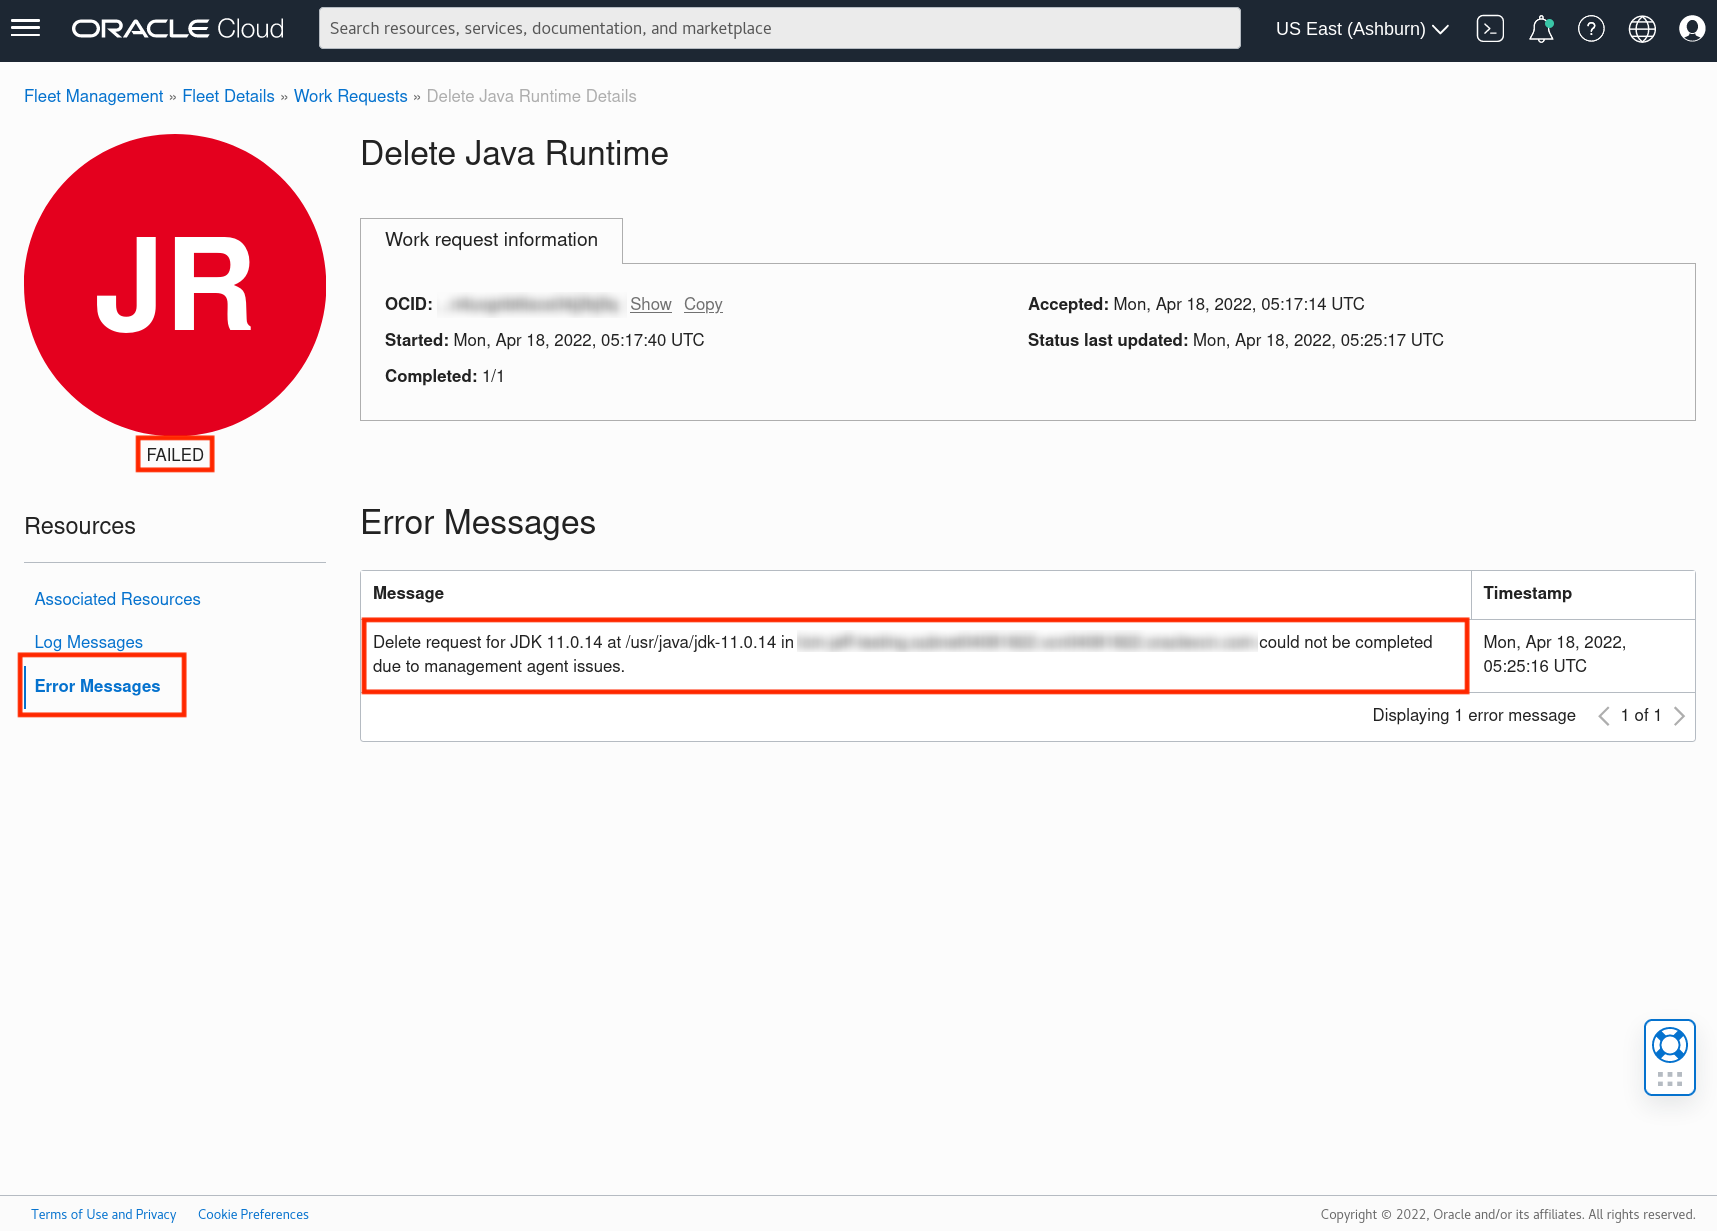 ORACLE Cloud
Search resources, services, documentation, and marketplace
US East (Ashburn)
Fleet Management » Fleet Details » Work Requests » Delete Java Runtime Details
JR
FAILED
Delete Java Runtime
Work request information
OCID: Show Copy
Accepted: Mon, Apr 18, 2022, 05:17:14 UTC
Started: Mon, Apr 18, 2022, 05:17:40 UTC
Status last updated: Mon, Apr 18, 2022, 05:25:17 UTC
Completed: 1/1
Resources
Associated Resources
Log Messages
Error Messages
Error Messages
Message
Timestamp
Delete request for JDK 11.0.14 at /usr/java/jdk-11.0.14 in could not be completed
due to management agent issues.
Mon, Apr 18, 2022,
05:25:16 UTC
Displaying 1 error message
1 of 1
Terms of Use and Privacy
Cookie Preferences
Copyright © 2022, Oracle and/or its affiliates. All rights reserved.